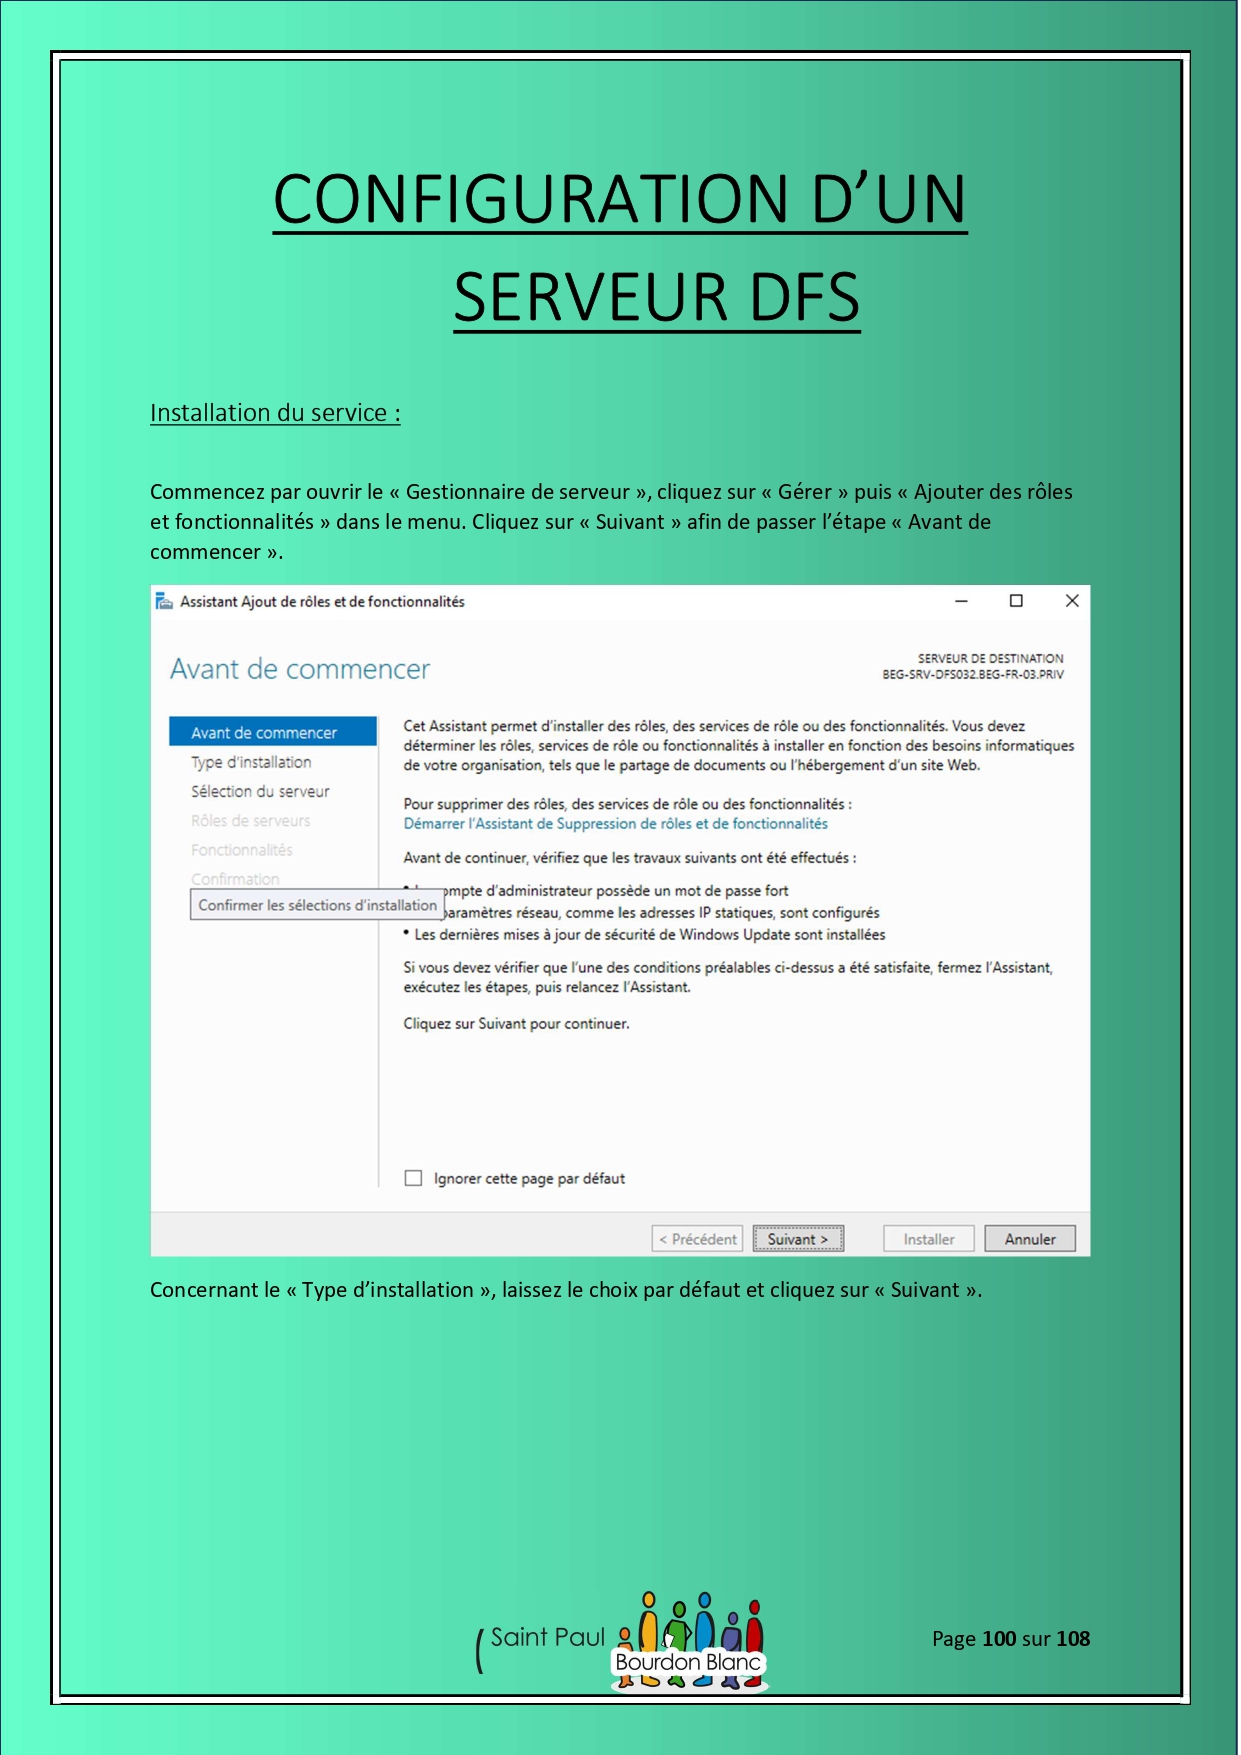 CONFIGURATION D’UN
SERVEUR DFS
Installation du service :
Commencez par ouvrir le « Gestionnaire de serveur », cliquez sur « Gérer » puis « Ajouter des rôles
et fonctionnalités » dans le menu. Cliquez sur « Suivant » afin de passer l’étape « Avant de
commencer ».
Assistant Ajout de rôles et de fonctionnalités
Avant de commencer
SERVEUR DE DESTINATION
BEG-SRV-DFS032.BEG-FR-03.PRIV
Avant de commencer
Type d'installation
Sélection du serveur
Rôles de serveurs
Fonctionnalités
Confirmation
Confirmer les sélections d'installation
Cet Assistant permet d'installer des rôles, des services de rôle ou des fonctionnalités. Vous devez
déterminer les rôles, services de rôle ou fonctionnalités à installer en fonction des besoins informatiques
de votre organisation, tels que le partage de documents ou l'hébergement d'un site Web.
Pour supprimer des rôles, des services de rôle ou des fonctionnalités :
Démarrer l'Assistant de Suppression de rôles et de fonctionnalités
Avant de continuer, vérifiez que les travaux suivants ont été effectués :
d'administrateur possède un mot de passe fort
réseau, comme les adresses IP statiques, sont configurés
• Les dernières mises à jour de sécurité de Windows Update sont installées
Si vous devez vérifier que l'une des conditions préalables ci-dessus a été satisfaite, fermez l'Assistant,
exécutez les étapes, puis relancez l'Assistant.
Cliquez sur Suivant pour continuer.
Ignorer cette page par défaut
< Précédent
Suivant >
Installer
Annuler
Concernant le « Type d’installation », laissez le choix par défaut et cliquez sur « Suivant ».
Saint Paul
Bourdon Blanc
Page 100 sur 108